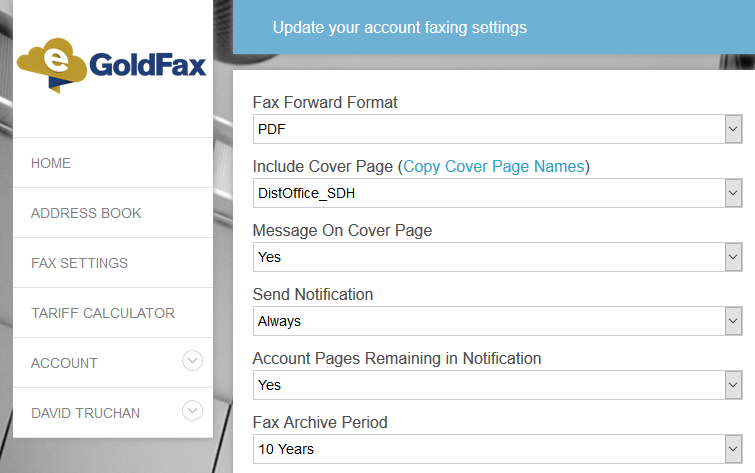 e
GoldFax
HOME
ADDRESS BOOK
FAX SETTINGS
TARIFF CALCULATOR
ACCOUNT
DAVID TRUCHAN
Update your account faxing settings
Fax Forward Format
PDF
Include Cover Page (Copy Cover Page Names)
DistOffice_SDH
Message On Cover Page
Yes
Send Notification
Always
Account Pages Remaining in Notification
Yes
Fax Archive Period
10 Years